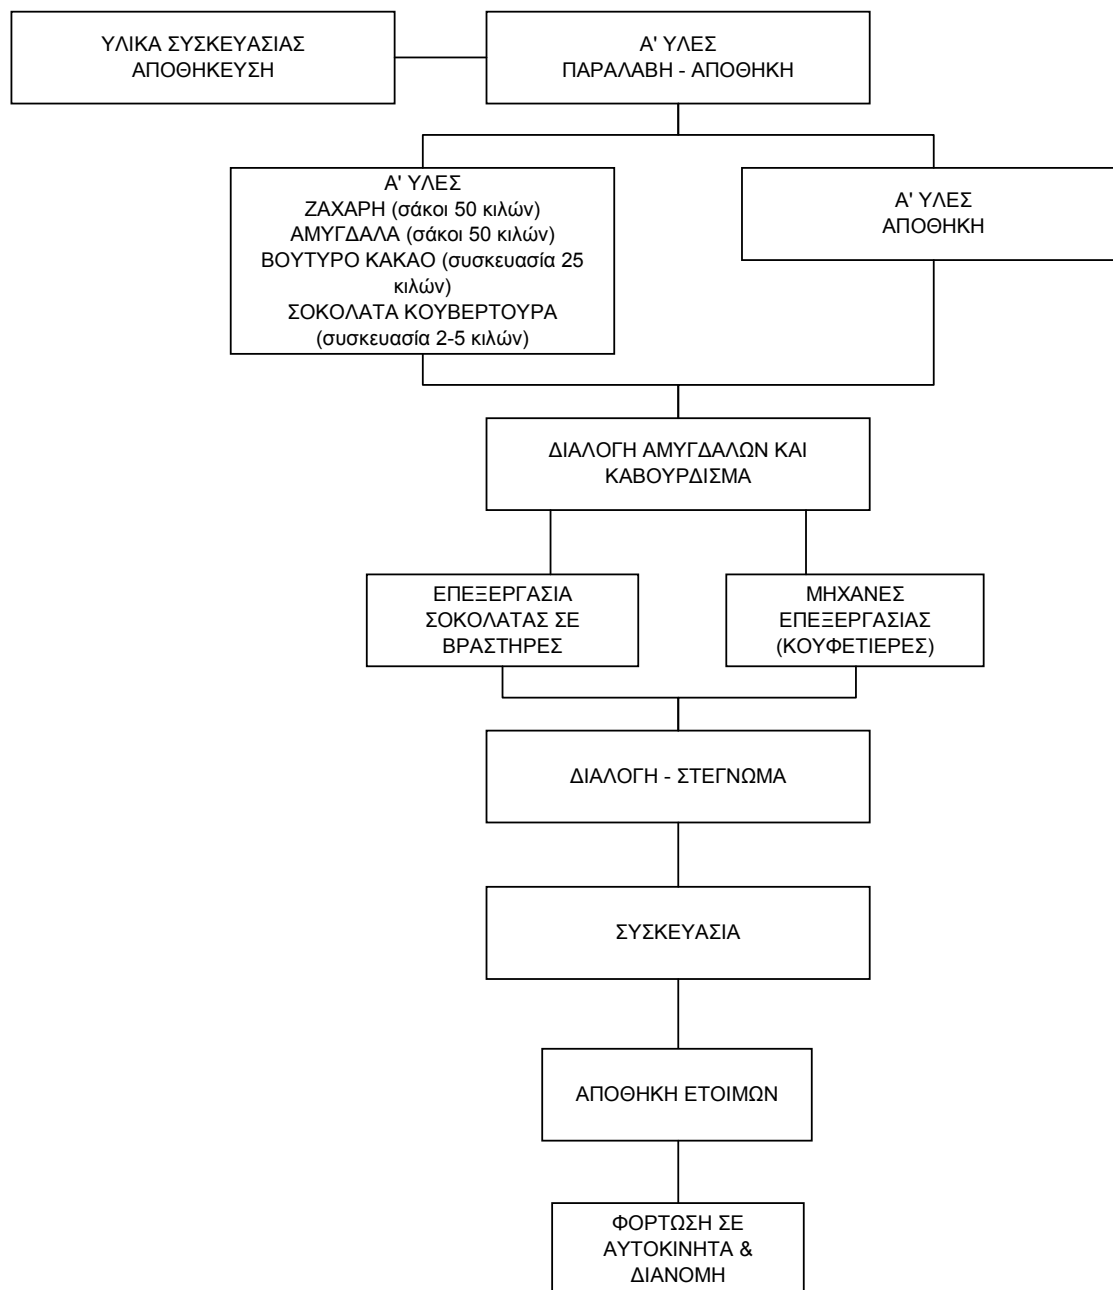 ΥΛΙΚΑ ΣΥΣΚΕΥΑΣΙΑΣ
ΑΠΟΘΗΚΕΥΣΗ
Α' ΥΛΕΣ
ΠΑΡΑΛΑΒΗ - ΑΠΟΘΗΚΗ
Α' ΥΛΕΣ
ΖΑΧΑΡΗ (σάκοι 50 κιλών)
ΑΜΥΓΔΑΛΑ (σάκοι 50 κιλών)
ΒΟΥΤΥΡΟ ΚΑΚΑΟ (συσκευασία 25
κιλών)
ΣΟΚΟΛΑΤΑ ΚΟΥΒΕΡΤΟΥΡΑ
(συσκευασία 2-5 κιλών)
Α' ΥΛΕΣ
ΑΠΟΘΗΚΗ
ΔΙΑΛΟΓΗ ΑΜΥΓΔΑΛΩΝ ΚΑΙ
ΚΑΒΟΥΡΔΙΣΜΑ
ΕΠΕΞΕΡΓΑΣΙΑ
ΣΟΚΟΛΑΤΑΣ ΣΕ
ΒΡΑΣΤΗΡΕΣ
ΜΗΧΑΝΕΣ
ΕΠΕΞΕΡΓΑΣΙΑΣ
(ΚΟΥΦΕΤΙΕΡΕΣ)
ΔΙΑΛΟΓΗ - ΣΤΕΓΝΩΜΑ
ΣΥΣΚΕΥΑΣΙΑ
ΑΠΟΘΗΚΗ ΕΤΟΙΜΩΝ
ΦΟΡΤΩΣΗ ΣΕ
ΑΥΤΟΚΙΝΗΤΑ &
ΔΙΑΝΟΜΗ